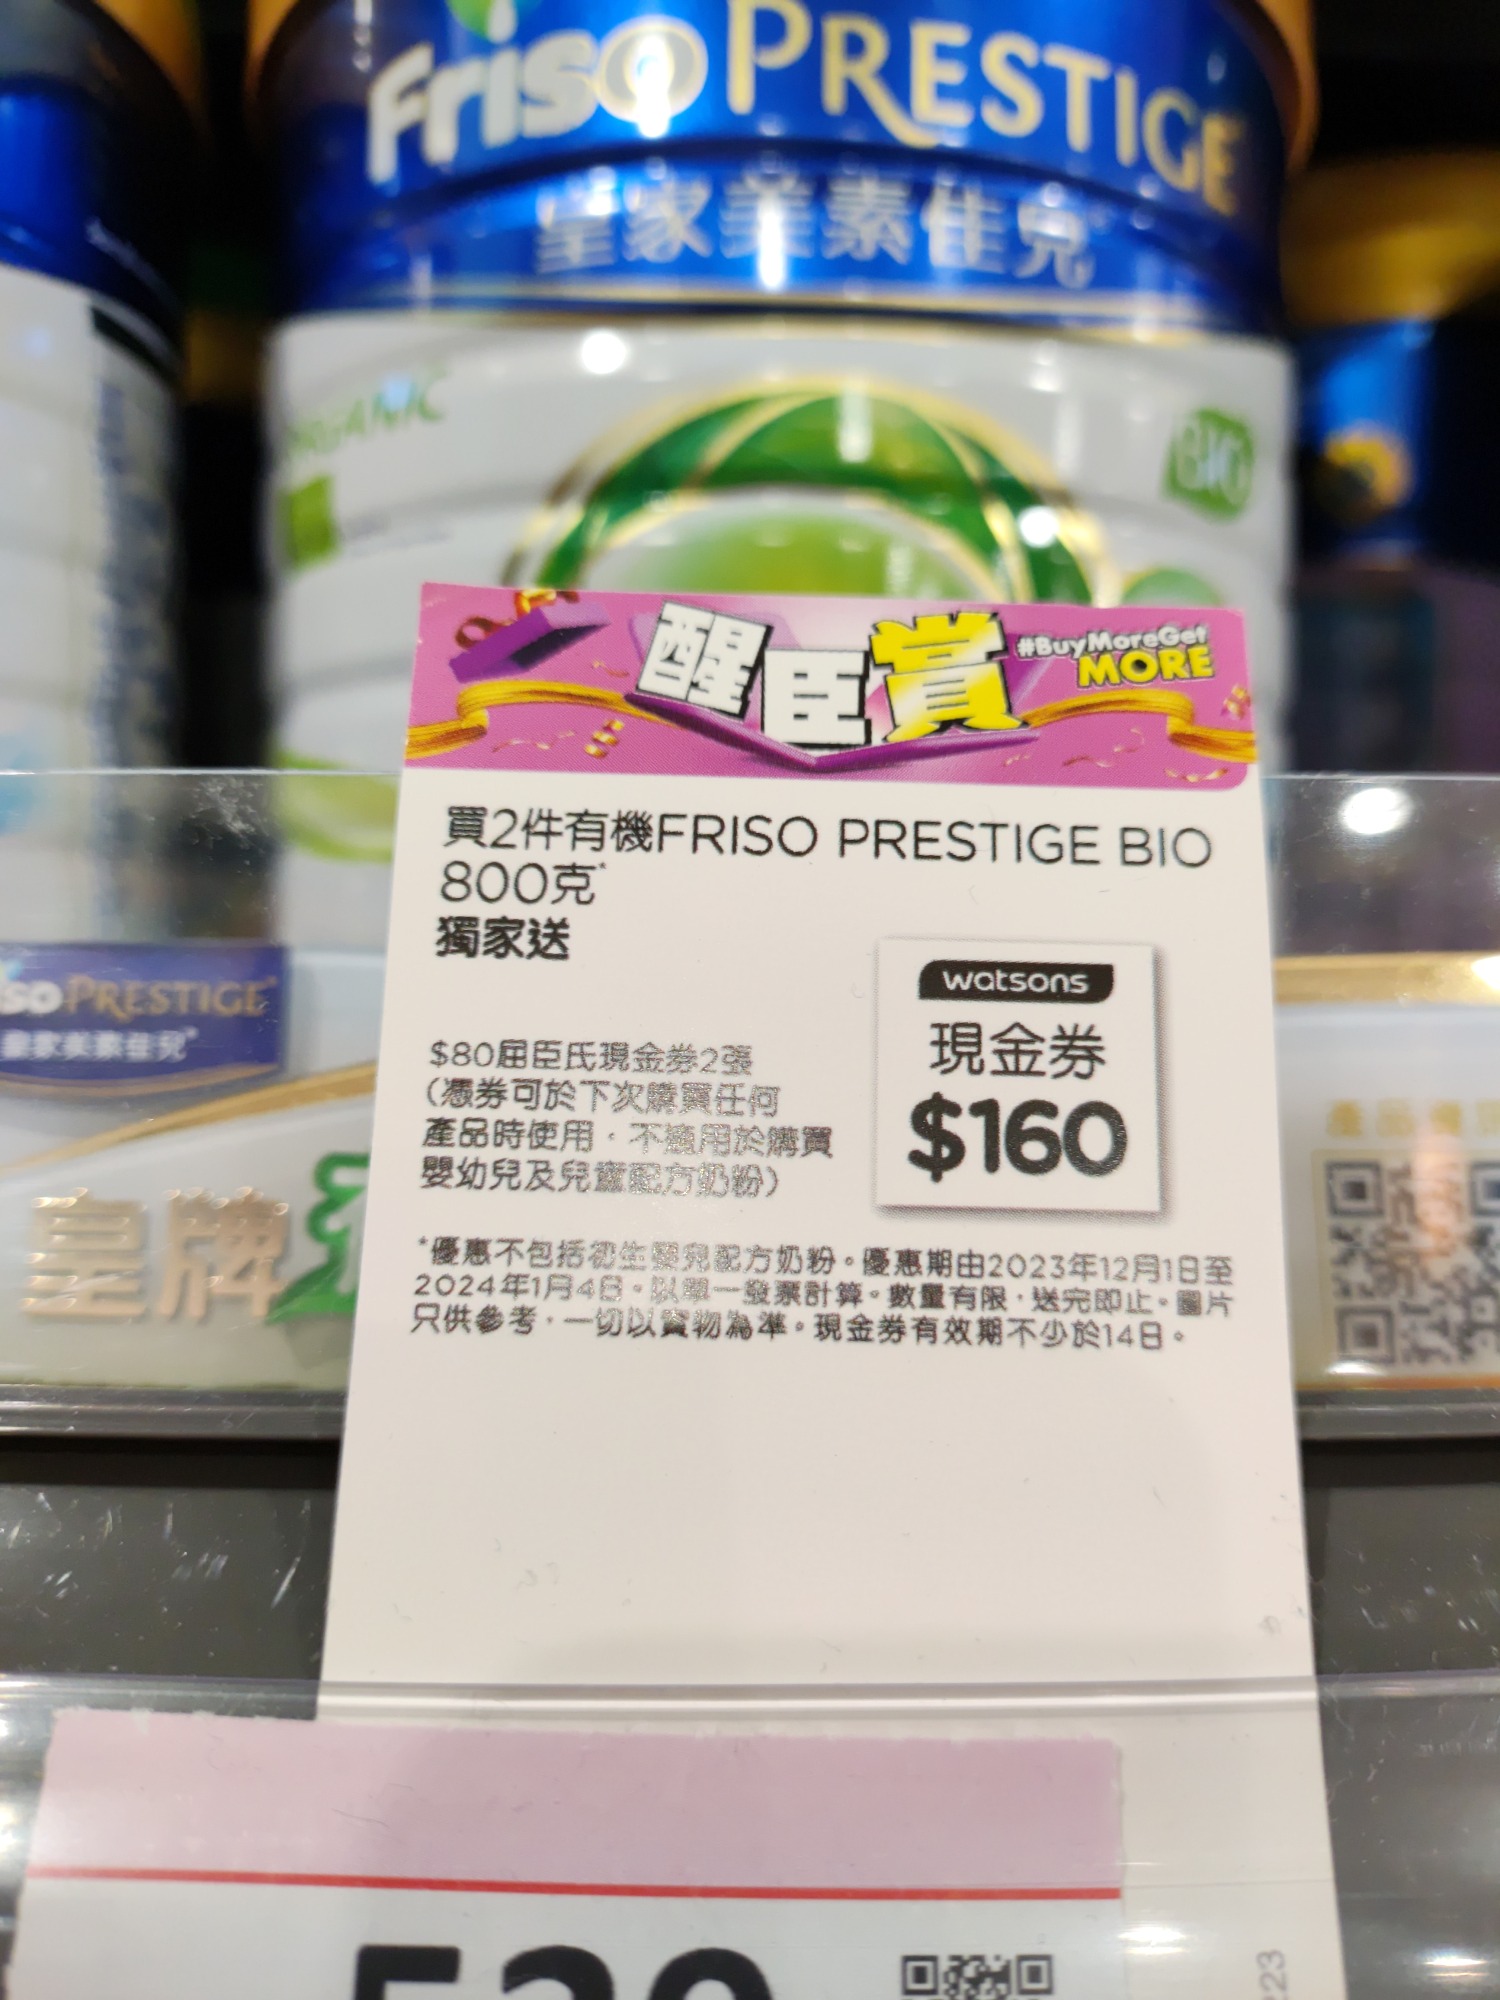 Friso PRESTIGE
皇家美素佳兒
ORGANIC
BIO
醒臣賞
#BuyMoreGet
MORE
買2件有機FRISO PRESTIGE BIO
800克*
獨家送
$80屈臣氏現金券2張
(憑券可於下次購買任何
產品時使用，不適用於購買
嬰幼兒及兒童配方奶粉)
watsons
現金券
$160
*優惠不包括初生嬰兒配方奶粉。優惠期由2023年12月1日至
2024年1月4日。以單一發票計算。數量有限，送完即止。圖片
只供參考，一切以實物為準。現金券有效期不少於14日。
so PRESTIGE
皇家美素佳兒
皇牌